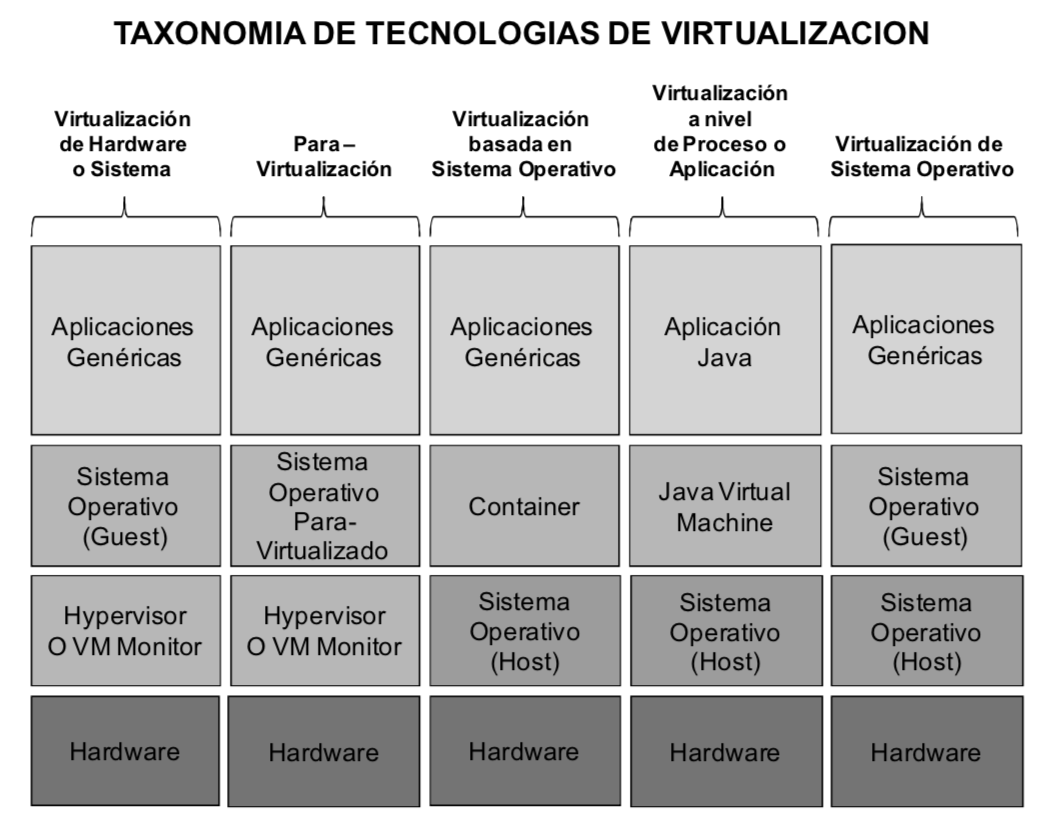 TAXONOMIA DE TECNOLOGIAS DE VIRTUALIZACION
Virtualización
de Hardware
o Sistema
Para –
Virtualización
Virtualización
basada en
Sistema Operativo
Virtualización
a nivel
de Proceso o
Aplicación
Virtualización de
Sistema Operativo
Aplicaciones
Genéricas
Aplicaciones
Genéricas
Aplicaciones
Genéricas
Aplicación
Java
Aplicaciones
Genéricas
Sistema
Operativo
(Guest)
Sistema
Operativo
Para-
Virtualizado
Container
Java Virtual
Machine
Sistema
Operativo
(Guest)
Hypervisor
O VM Monitor
Hypervisor
O VM Monitor
Sistema
Operativo
(Host)
Sistema
Operativo
(Host)
Sistema
Operativo
(Host)
Hardware
Hardware
Hardware
Hardware
Hardware